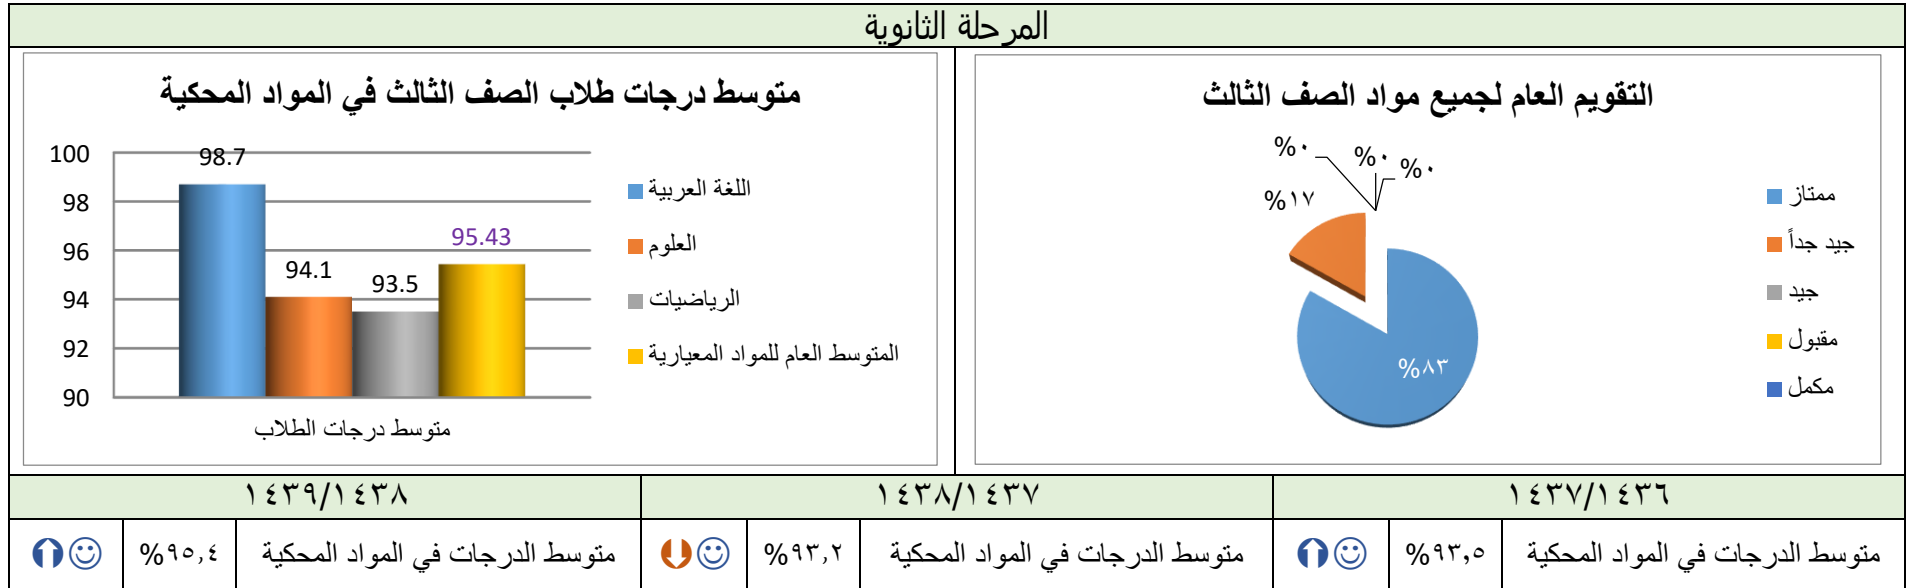 المرحلة الثانوية
التقويم العام لجميع مواد الصف الثالث
%٠
%٠
%٠
%١٧
%٨٣
ممتاز
جيد جداً
جيد
مقبول
مكمل
متوسط درجات طلاب الصف الثالث في المواد المحكية
100
98
96
94
92
90
98.7
94.1
93.5
95.43
متوسط درجات الطلاب
اللغة العربية
العلوم
الرياضيات
المتوسط العام للمواد المعيارية
١٤٣٧/١٤٣٦
١٤٣٨/١٤٣٧
١٤٣٩/١٤٣٨
متوسط الدرجات في المواد المحكية
%٩٣,٥
متوسط الدرجات في المواد المحكية
%٩٣,٢
متوسط الدرجات في المواد المحكية
%٩٥,٤